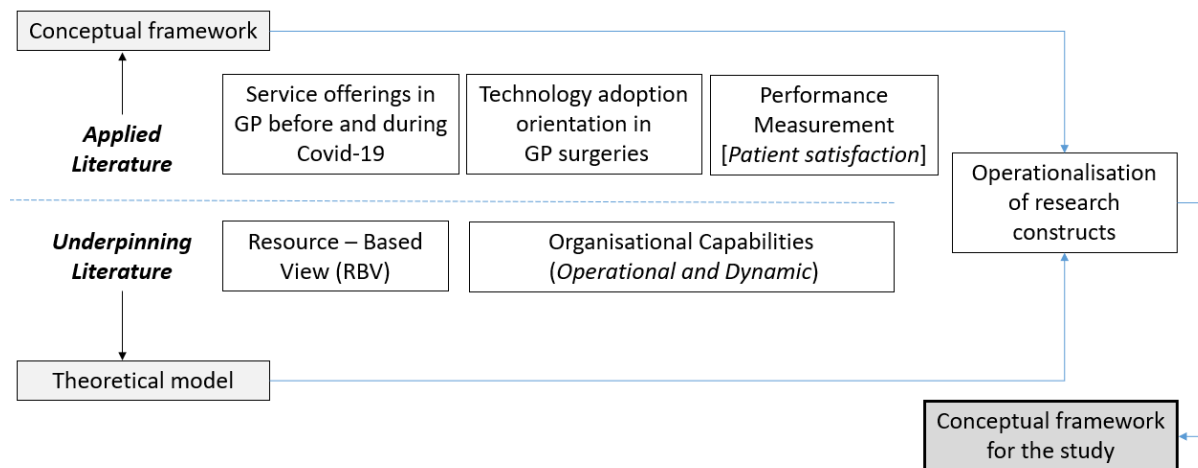 Conceptual framework
Applied
Literature
Service offerings in
GP before and during
Covid-19
Technology adoption
orientation in
GP surgeries
Performance
Measurement
[Patient satisfaction]
Operationalisation
of research
constructs
Underpinning
Literature
Resource – Based
View (RBV)
Organisational Capabilities
(Operational and Dynamic)
Theoretical model
Conceptual framework
for the study